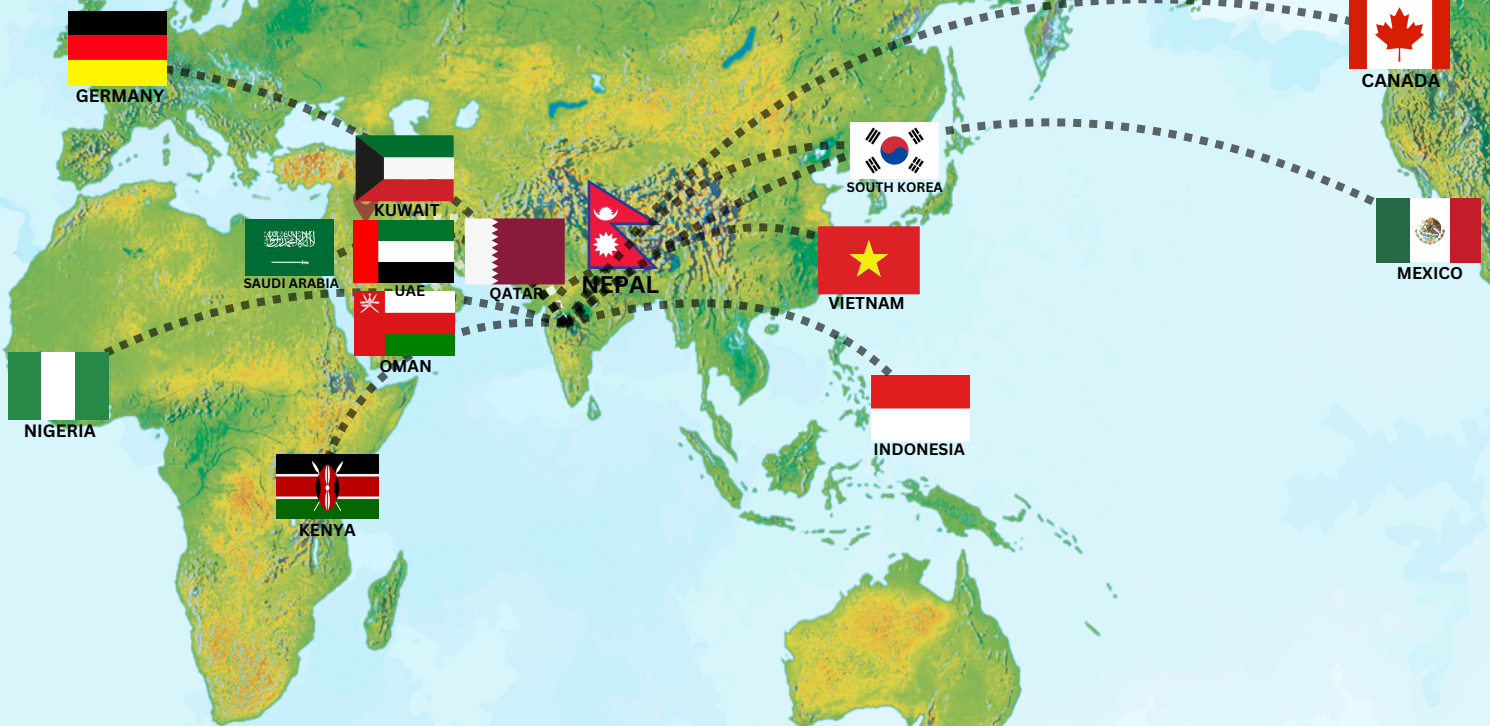 GERMANY
CANADA
SOUTH KOREA
KUWAIT
MEXICO
SAUDI ARABIA
UAE
QATAR
NEPAL
VIETNAM
OMAN
NIGERIA
INDONESIA
KENYA